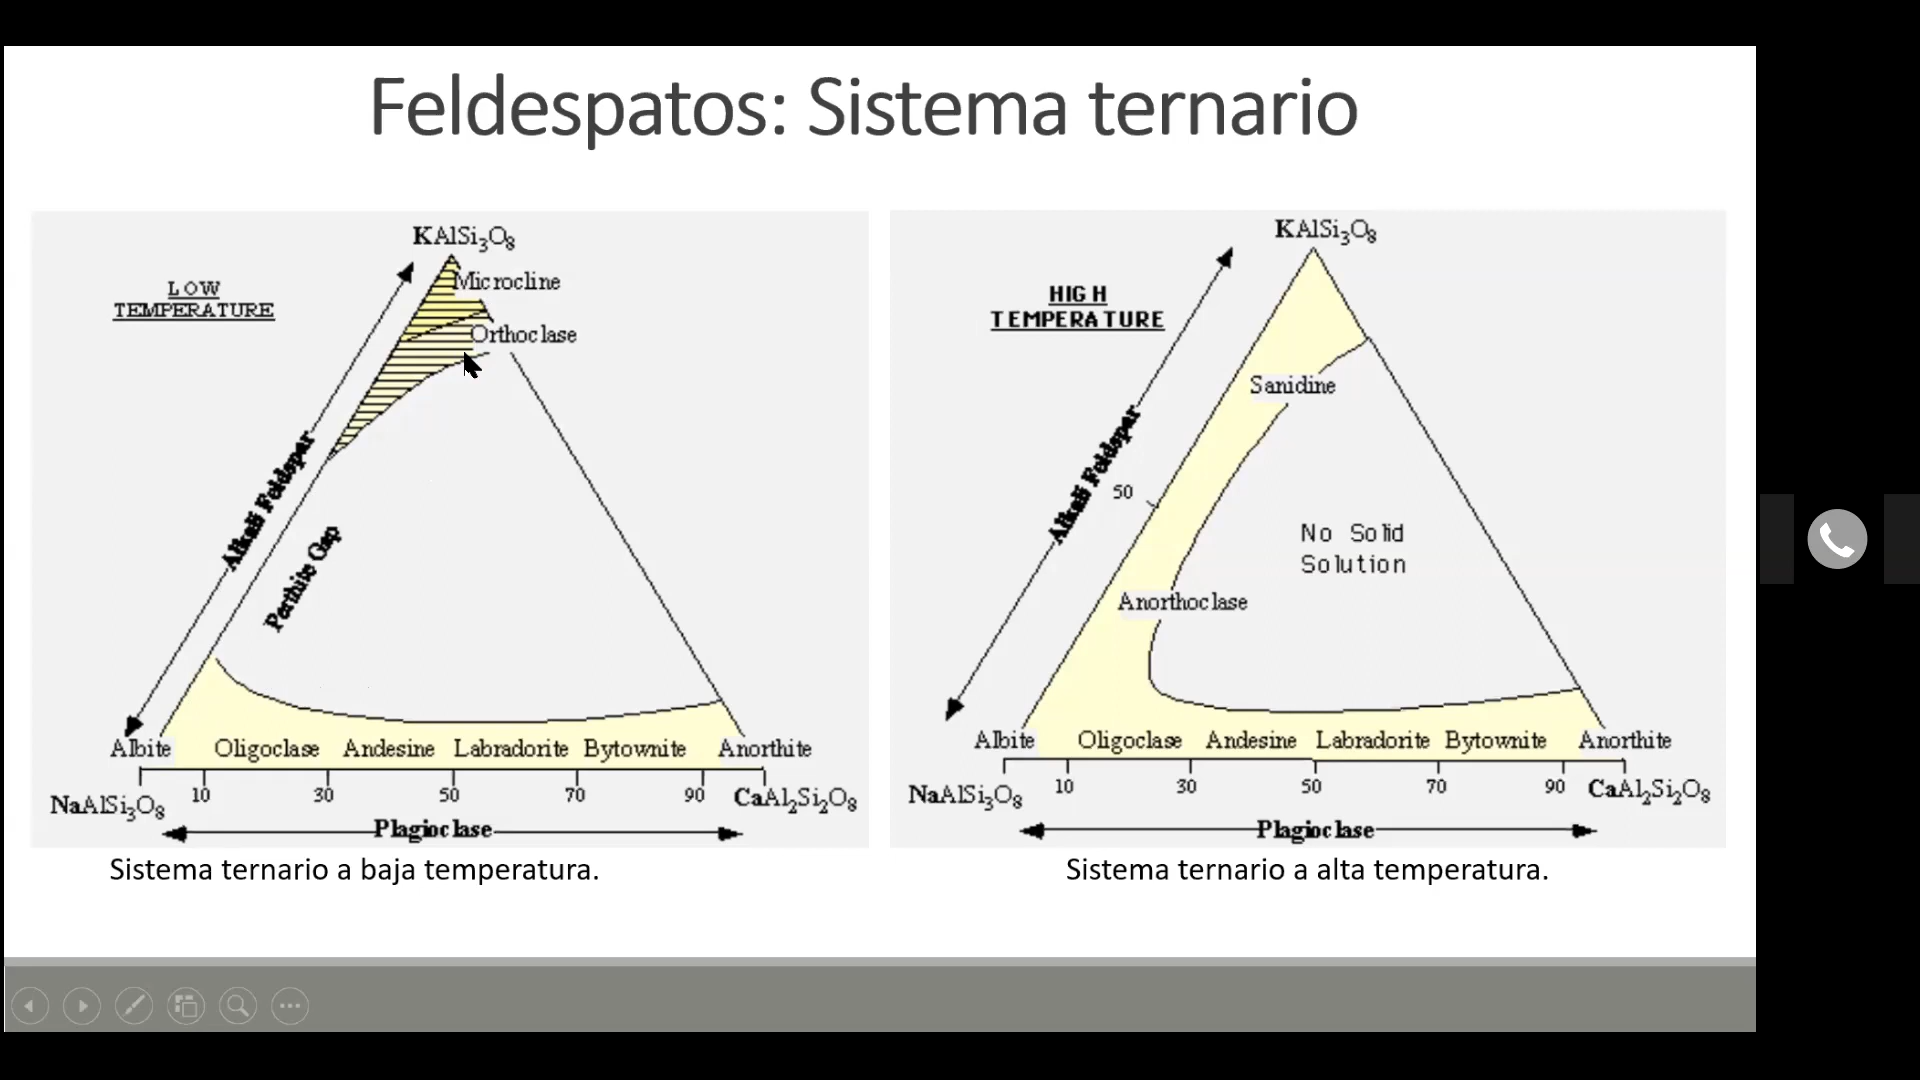 Feldespatos: Sistema ternario
KAlSi₃O₈
LOW
TEMPERATURE
Microcline
Orthoclase
Alkali Feldspar
Perthite Gap
Albite Oligoclase Andesine Labradorite Bytownite Anorthite
10 30 50 70 90
NaAlSi₃O₈ CaAl₂Si₂O₈
Plagioclase
Sistema ternario a baja temperatura.
KAlSi₃O₈
HIGH
TEMPERATURE
Sanidine
Alkali Feldspar
50
No Solid
Solution
Anorthoclase
Albite Oligoclase Andesine Labradorite Bytownite Anorthite
10 30 50 70 90
NaAlSi₃O₈ CaAl₂Si₂O₈
Plagioclase
Sistema ternario a alta temperatura.